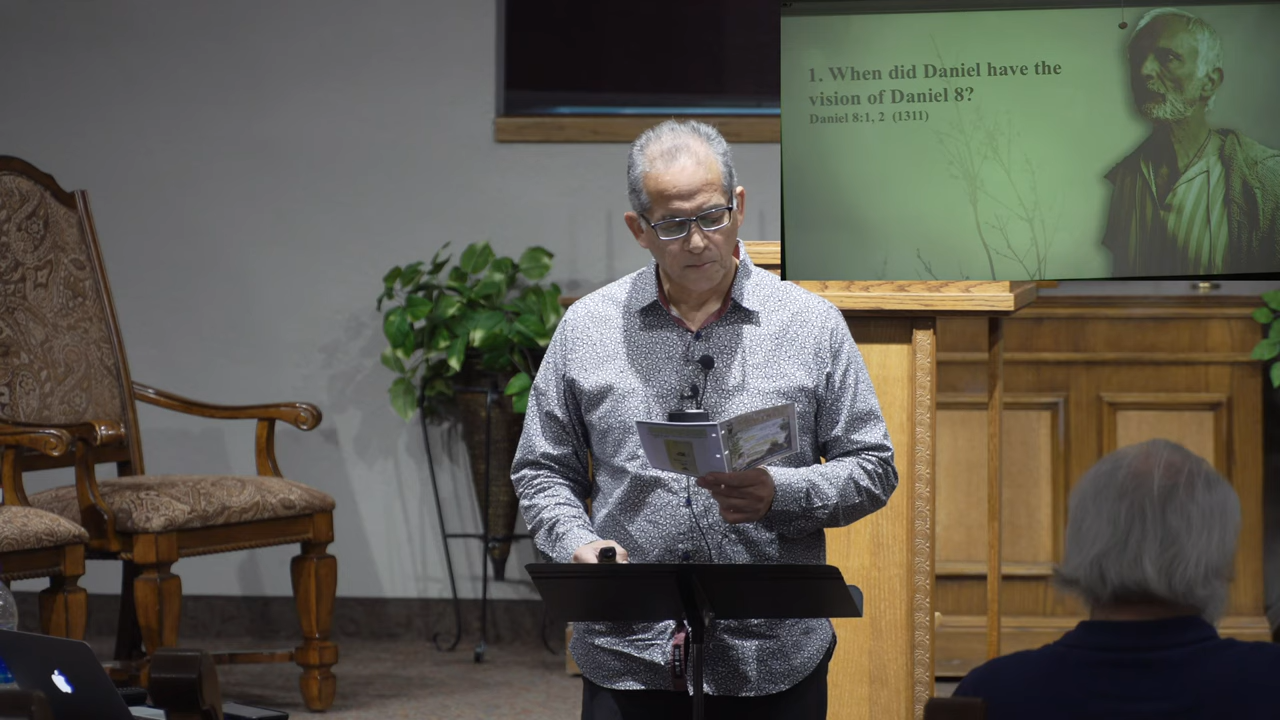 1. When did Daniel have the
vision of Daniel 8?
Daniel 8:1, 2 (1311)